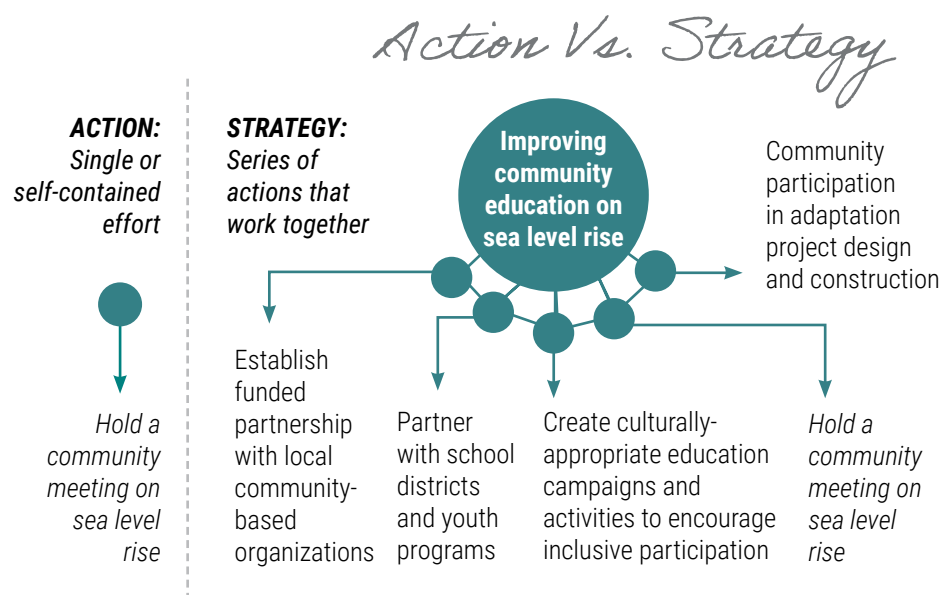 Action Vs. Strategy
ACTION:
Single or
self-contained
effort
Hold a
community
meeting on
sea level
rise
STRATEGY:
Series of
actions that
work together
Improving
community
education on
sea level rise
Establish
funded
partnership
with local
community-
based
organizations
Partner
with school
districts
and youth
programs
Create culturally-
appropriate education
campaigns and
activities to encourage
inclusive participation
Hold a
community
meeting on
sea level
rise
Community
participation
in adaptation
project design
and construction